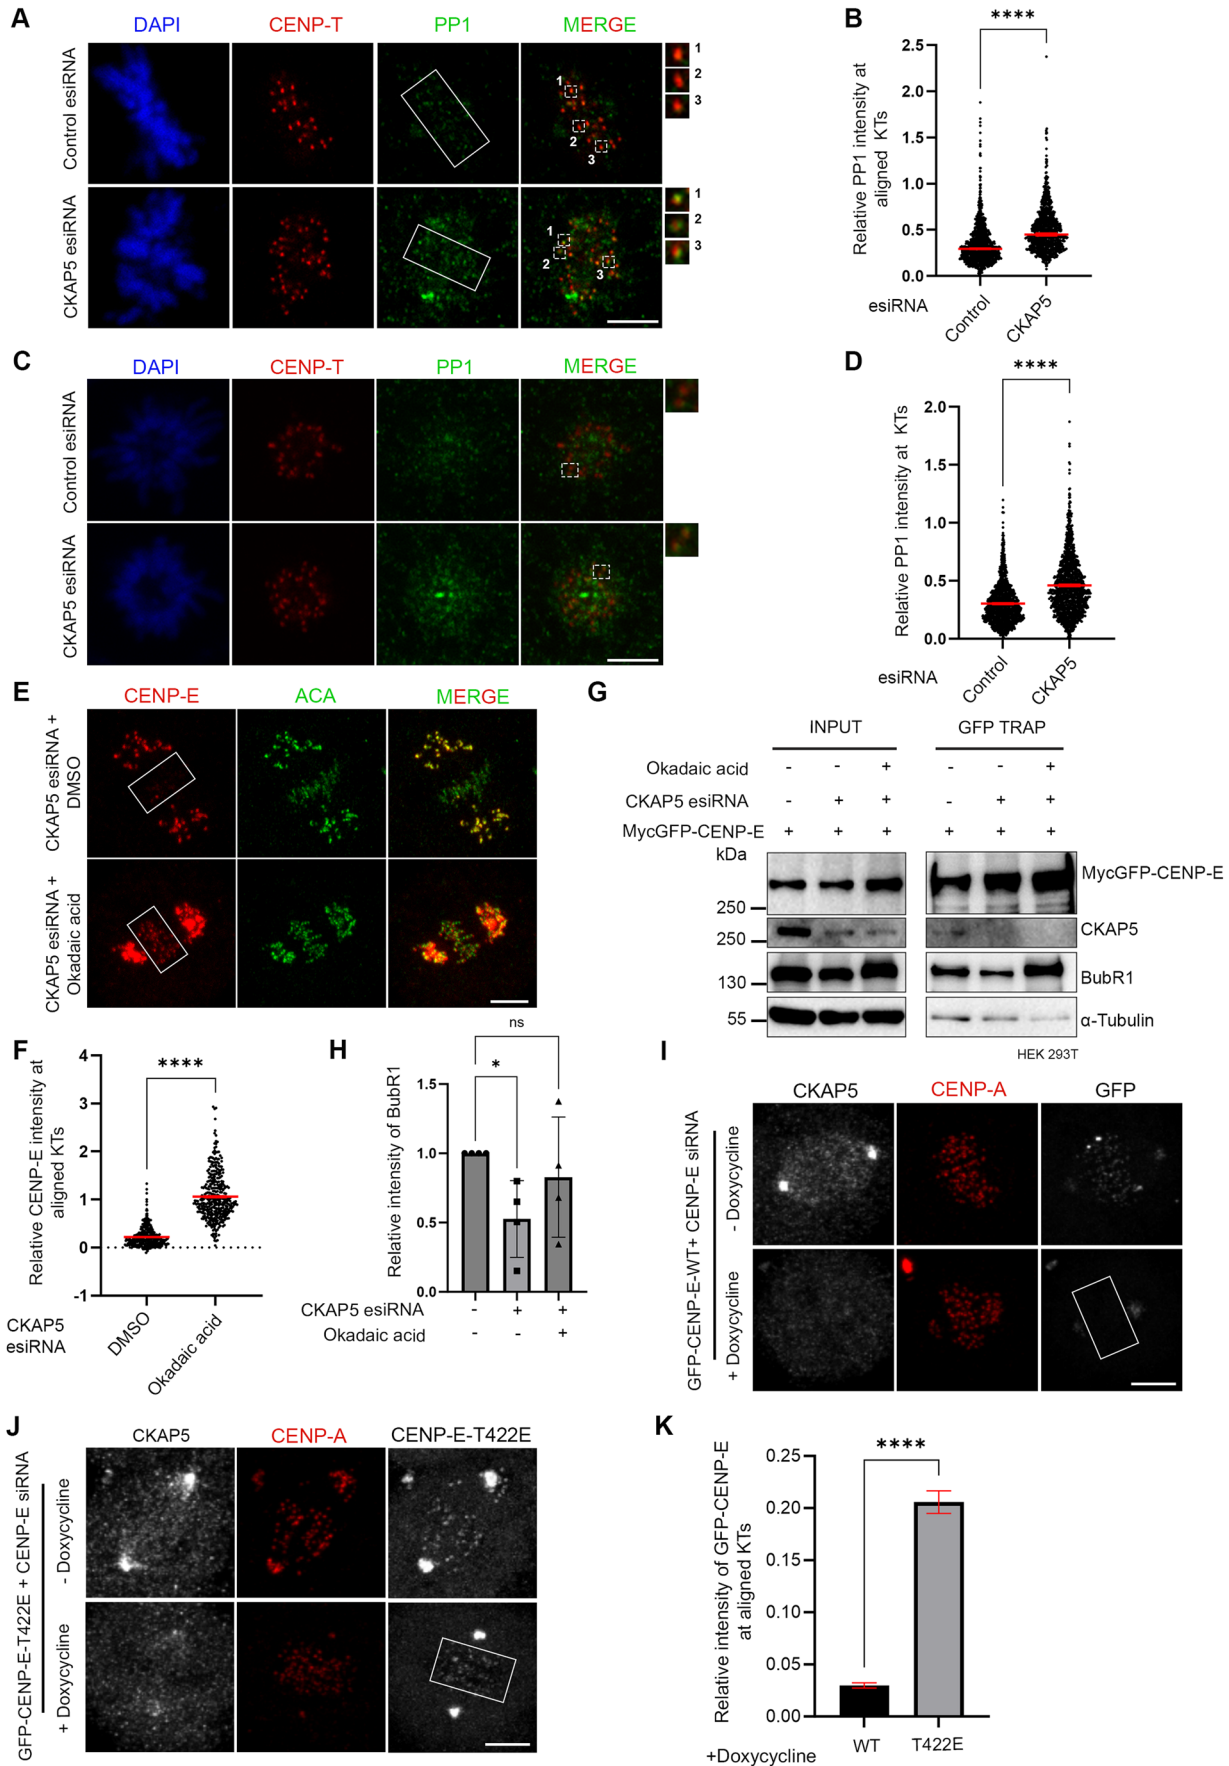 A
DAPI CENP-T PP1 MERGE
Control esiRNA
1
2
3
1
2
3
CKAP5 esiRNA
1
2
3
1
2
3
B
****
Relative PP1 intensity at
aligned KTs
2.5
2.0
1.5
1.0
0.5
0.0
esiRNA
Control
CKAP5
C
DAPI CENP-T PP1 MERGE
Control esiRNA
CKAP5 esiRNA
D
****
Relative PP1 intensity at KTs
2.0
1.5
1.0
0.5
0.0
esiRNA
Control
CKAP5
E
CENP-E ACA MERGE
CKAP5 esiRNA +
DMSO
CKAP5 esiRNA +
Okadaic acid
G
INPUT GFP TRAP
Okadaic acid - - + - - +
CKAP5 esiRNA - + + - + +
MycGFP-CENP-E + + + + + +
kDa
250
MycGFP-CENP-E
250
CKAP5
130
BubR1
55
α-Tubulin
HEK 293T
F
****
Relative CENP-E intensity at
aligned KTs
4
3
2
1
0
-1
CKAP5
esiRNA
DMSO
Okadaic acid
H
ns
*
Relative intensity of BubR1
1.5
1.0
0.5
0.0
CKAP5 esiRNA - + +
Okadaic acid - - +
I
CKAP5 CENP-A GFP
GFP-CENP-E-WT+ CENP-E siRNA
- Doxycycline
+ Doxycycline
J
CKAP5 CENP-A CENP-E-T422E
GFP-CENP-E-T422E + CENP-E siRNA
- Doxycycline
+ Doxycycline
K
****
Relative intensity of GFP-CENP-E
at aligned KTs
0.25
0.20
0.15
0.10
0.05
0.00
+Doxycycline
WT T422E